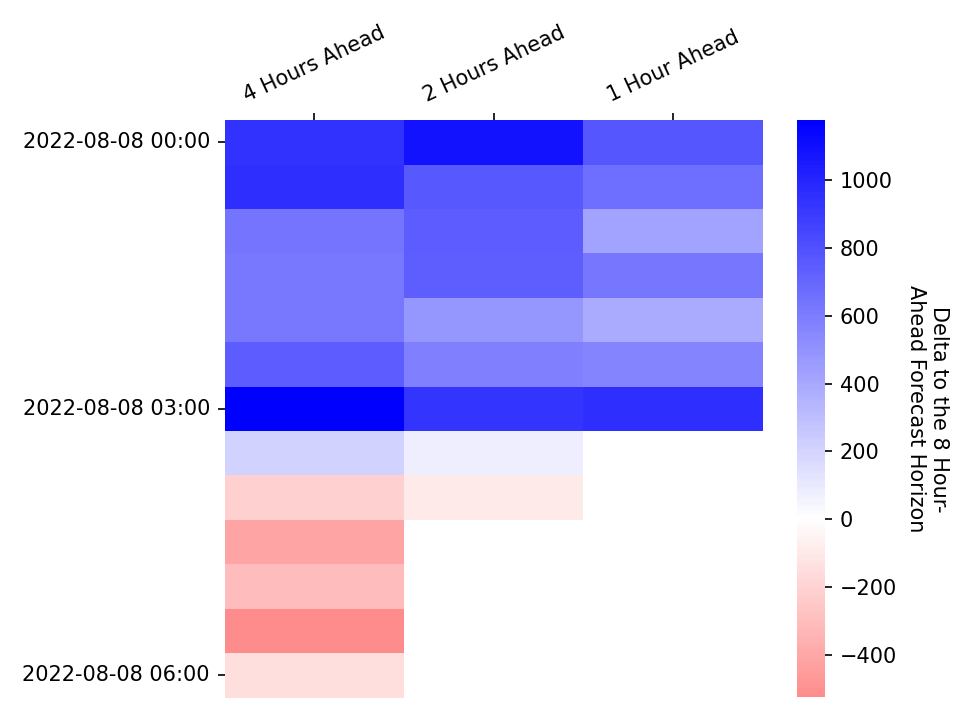 4 Hours Ahead
2 Hours Ahead
1 Hour Ahead
2022-08-08 00:00
2022-08-08 03:00
2022-08-08 06:00
1000
800
600
400
200
0
−200
−400
Delta to the 8 Hour-
Ahead Forecast Horizon